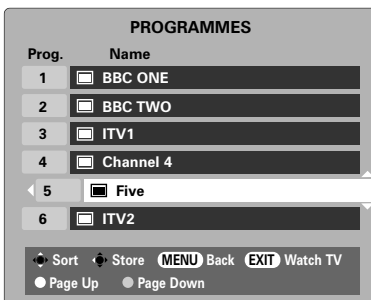 PROGRAMMES
Prog. Name
1 BBC ONE
2 BBC TWO
3 ITV1
4 Channel 4
5 Five
6 ITV2
Sort Store MENU Back EXIT Watch TV
Page Up Page Down